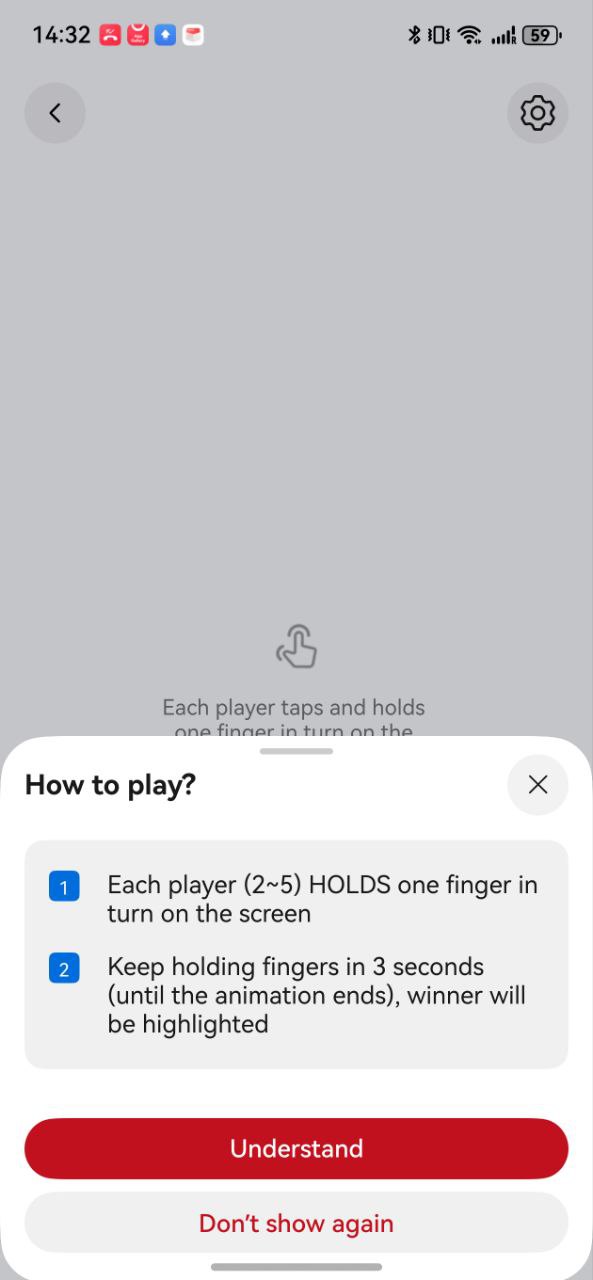 14:32
59
Each player taps and holds
one finger in turn on the
How to play?
1 Each player (2~5) HOLDS one finger in
turn on the screen
2 Keep holding fingers in 3 seconds
(until the animation ends), winner will
be highlighted
Understand
Don't show again